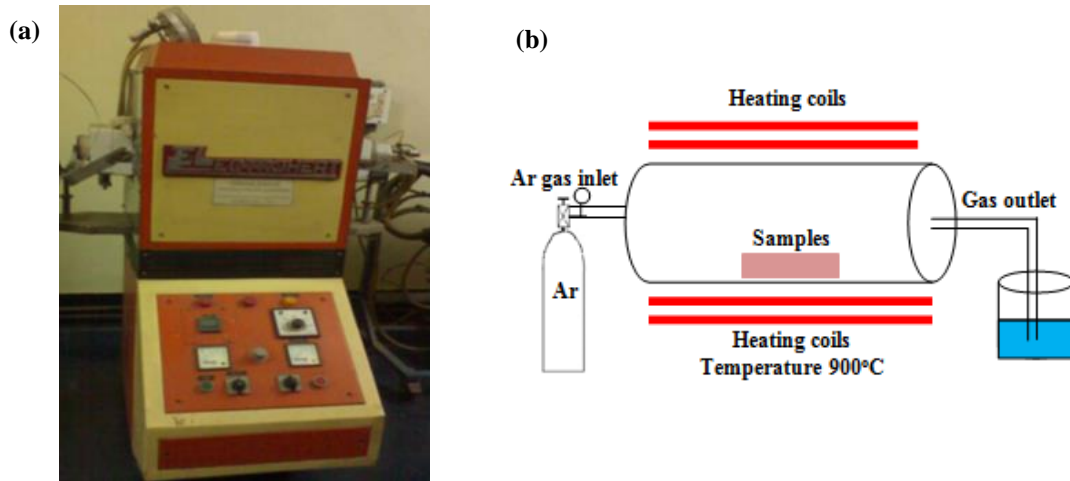 (a)
(b)
Heating coils
Ar gas inlet
Gas outlet
Samples
Ar
Heating coils
Temperature 900°C